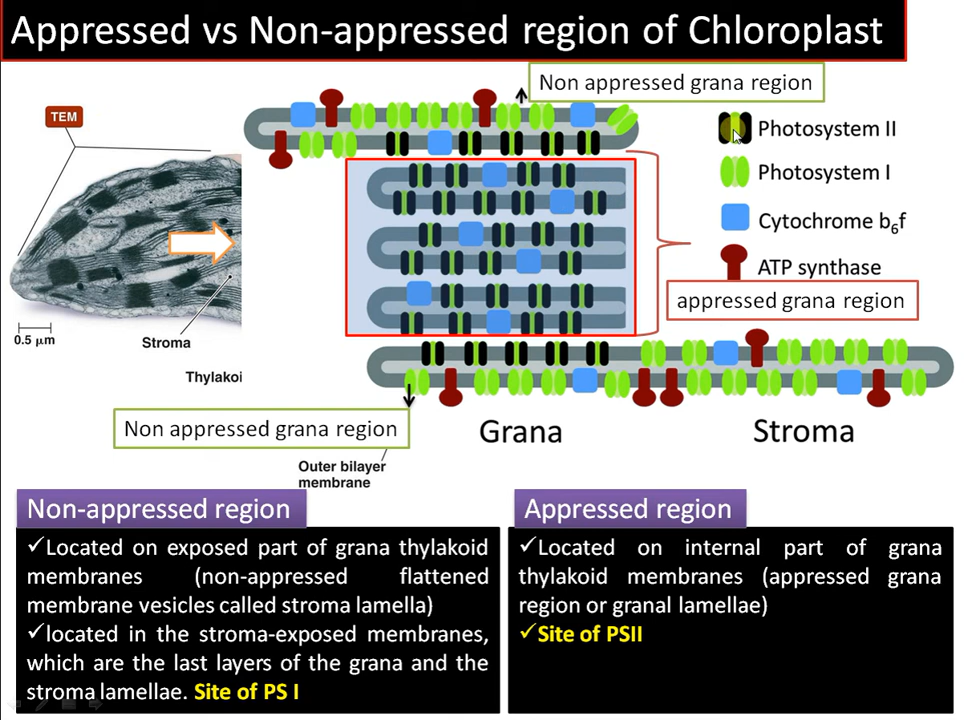 Appressed vs Non-appressed region of Chloroplast
Non appressed grana region
TEM
Photosystem II
Photosystem I
Cytochrome b6f
ATP synthase
appressed grana region
0.5 μm
Stroma
Thylakoi
Non appressed grana region
Grana
Stroma
Outer bilayer
membrane
Non-appressed region
✓Located on exposed part of grana thylakoid
membranes (non-appressed flattened
membrane vesicles called stroma lamella)
✓located in the stroma-exposed membranes,
which are the last layers of the grana and the
stroma lamellae. Site of PS I
Appressed region
✓Located on internal part of grana
thylakoid membranes (appressed grana
region or granal lamellae)
✓Site of PSII